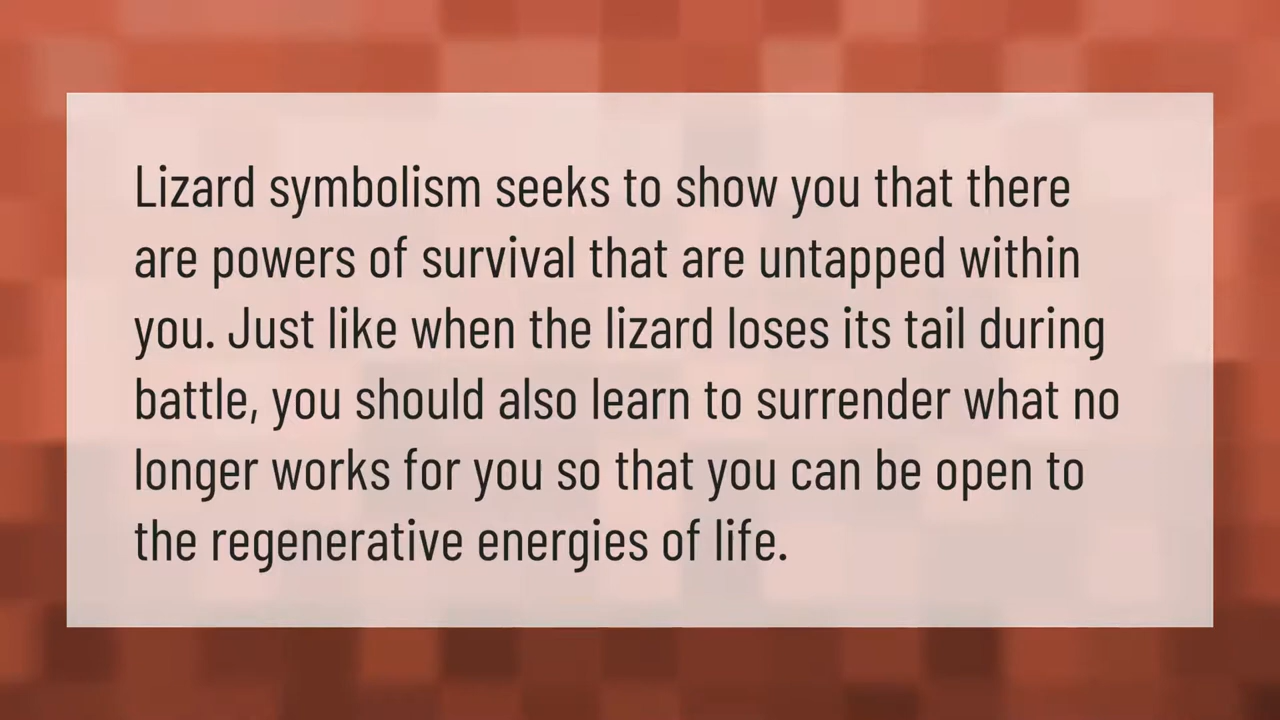 Lizard symbolism seeks to show you that there
are powers of survival that are untapped within
you. Just like when the lizard loses its tail during
battle, you should also learn to surrender what no
longer works for you so that you can be open to
the regenerative energies of life.